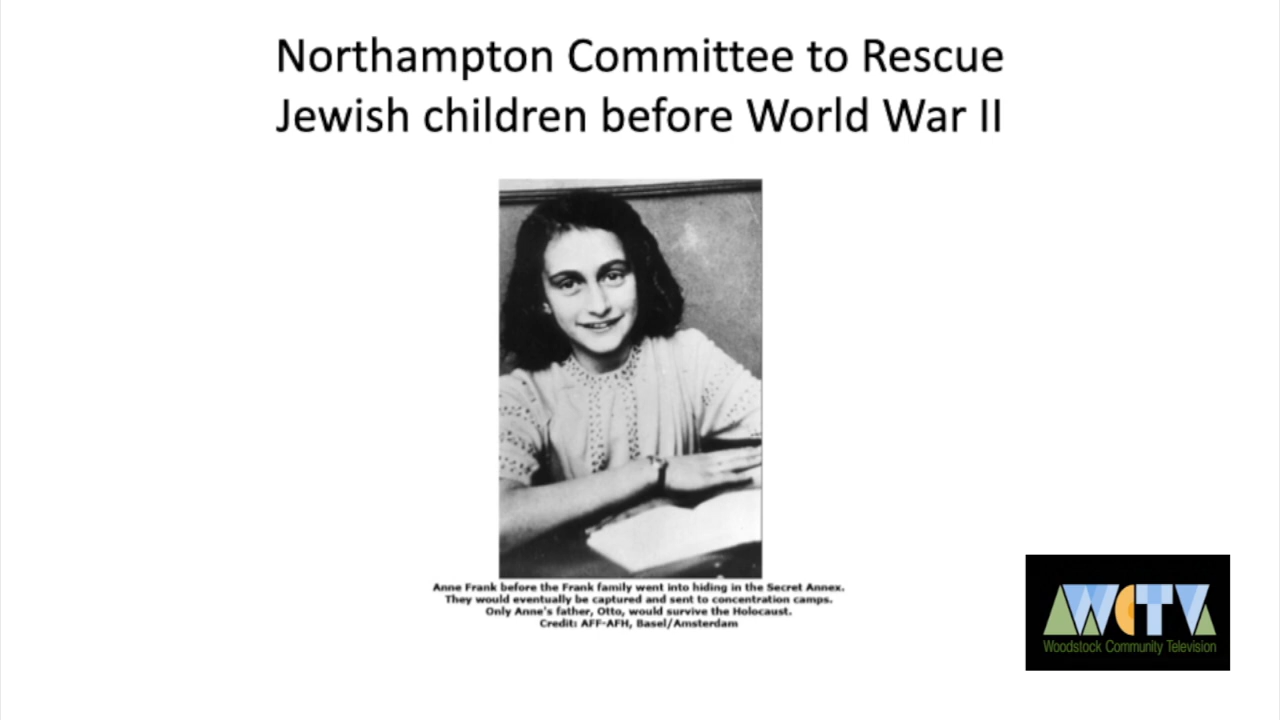 Northampton Committee to Rescue
Jewish children before World War II
Anne Frank before the Frank family went into hiding in the Secret Annex.
They would eventually be captured and sent to concentration camps.
Only Anne's father, Otto, would survive the Holocaust.
Credit: AFF-AFH, Basel/Amsterdam
WCTV
Woodstock Community Television